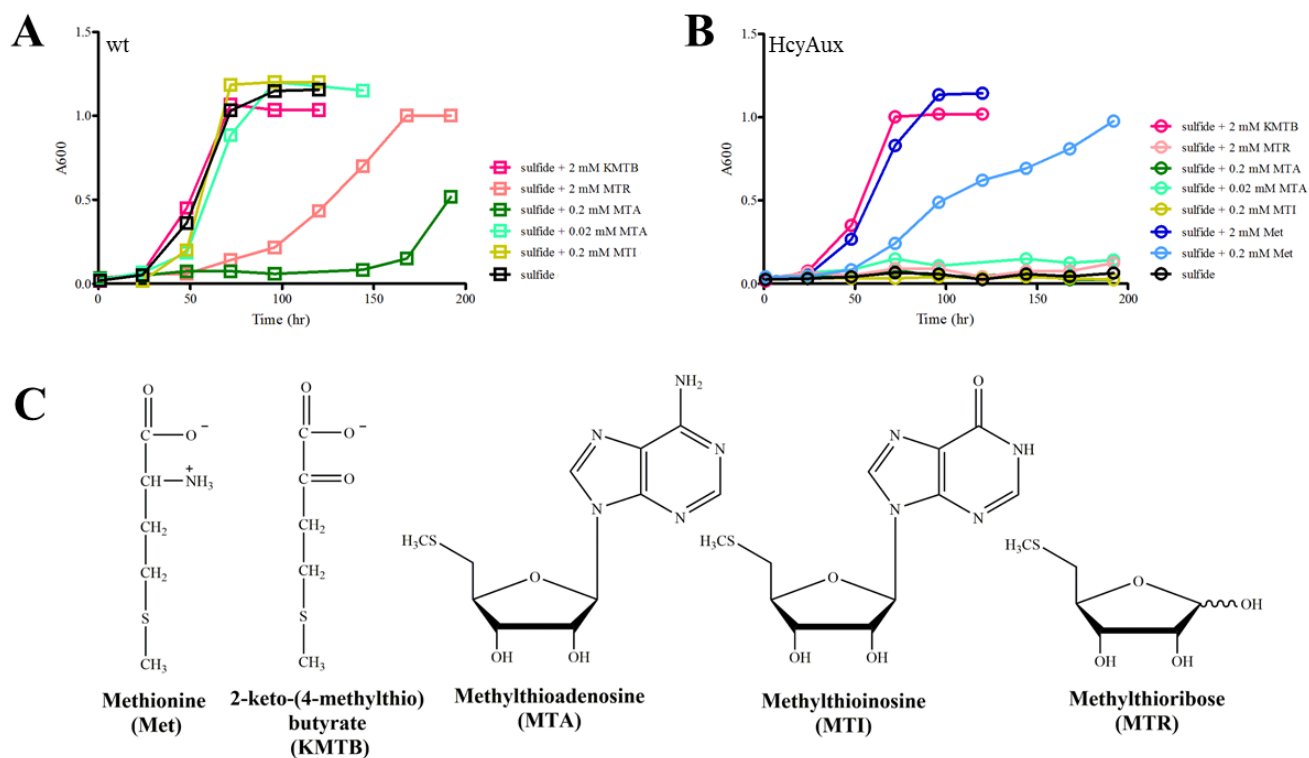 A
wt
1.5
1.0
0.5
0.0
A600
0
50
100
150
200
Time (hr)
sulfide + 2 mM KMTB
sulfide + 2 mM MTR
sulfide + 0.2 mM MTA
sulfide + 0.02 mM MTA
sulfide + 0.2 mM MTI
sulfide
B
HcyAux
1.5
1.0
0.5
0.0
A600
0
50
100
150
200
Time (hr)
sulfide + 2 mM KMTB
sulfide + 2 mM MTR
sulfide + 0.2 mM MTA
sulfide + 0.02 mM MTA
sulfide + 0.2 mM MTI
sulfide + 2 mM Met
sulfide + 0.2 mM Met
sulfide
C
O
C
O⁻
CH
N⁺H₃
CH₂
CH₂
S
CH₃
Methionine
(Met)
O
C
O⁻
C
O
CH₂
CH₂
S
CH₃
2-keto-(4-methylthio)
butyrate
(KMTB)
NH₂
N
N
N
N
H₃CS
O
OH
OH
Methylthioadenosine
(MTA)
O
N
NH
N
N
H₃CS
O
OH
OH
Methylthioinosine
(MTI)
H₃CS
O
OH
OH
OH
Methylthioribose
(MTR)